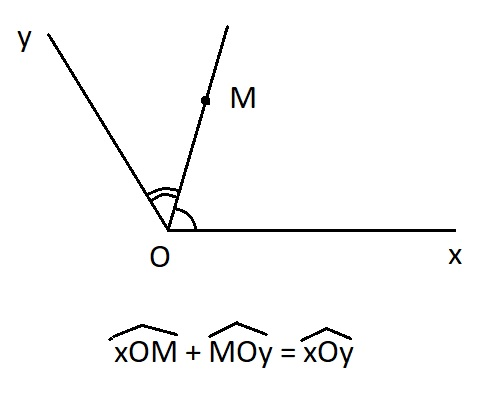 y
M
O
x
xOM + MOy = xOy